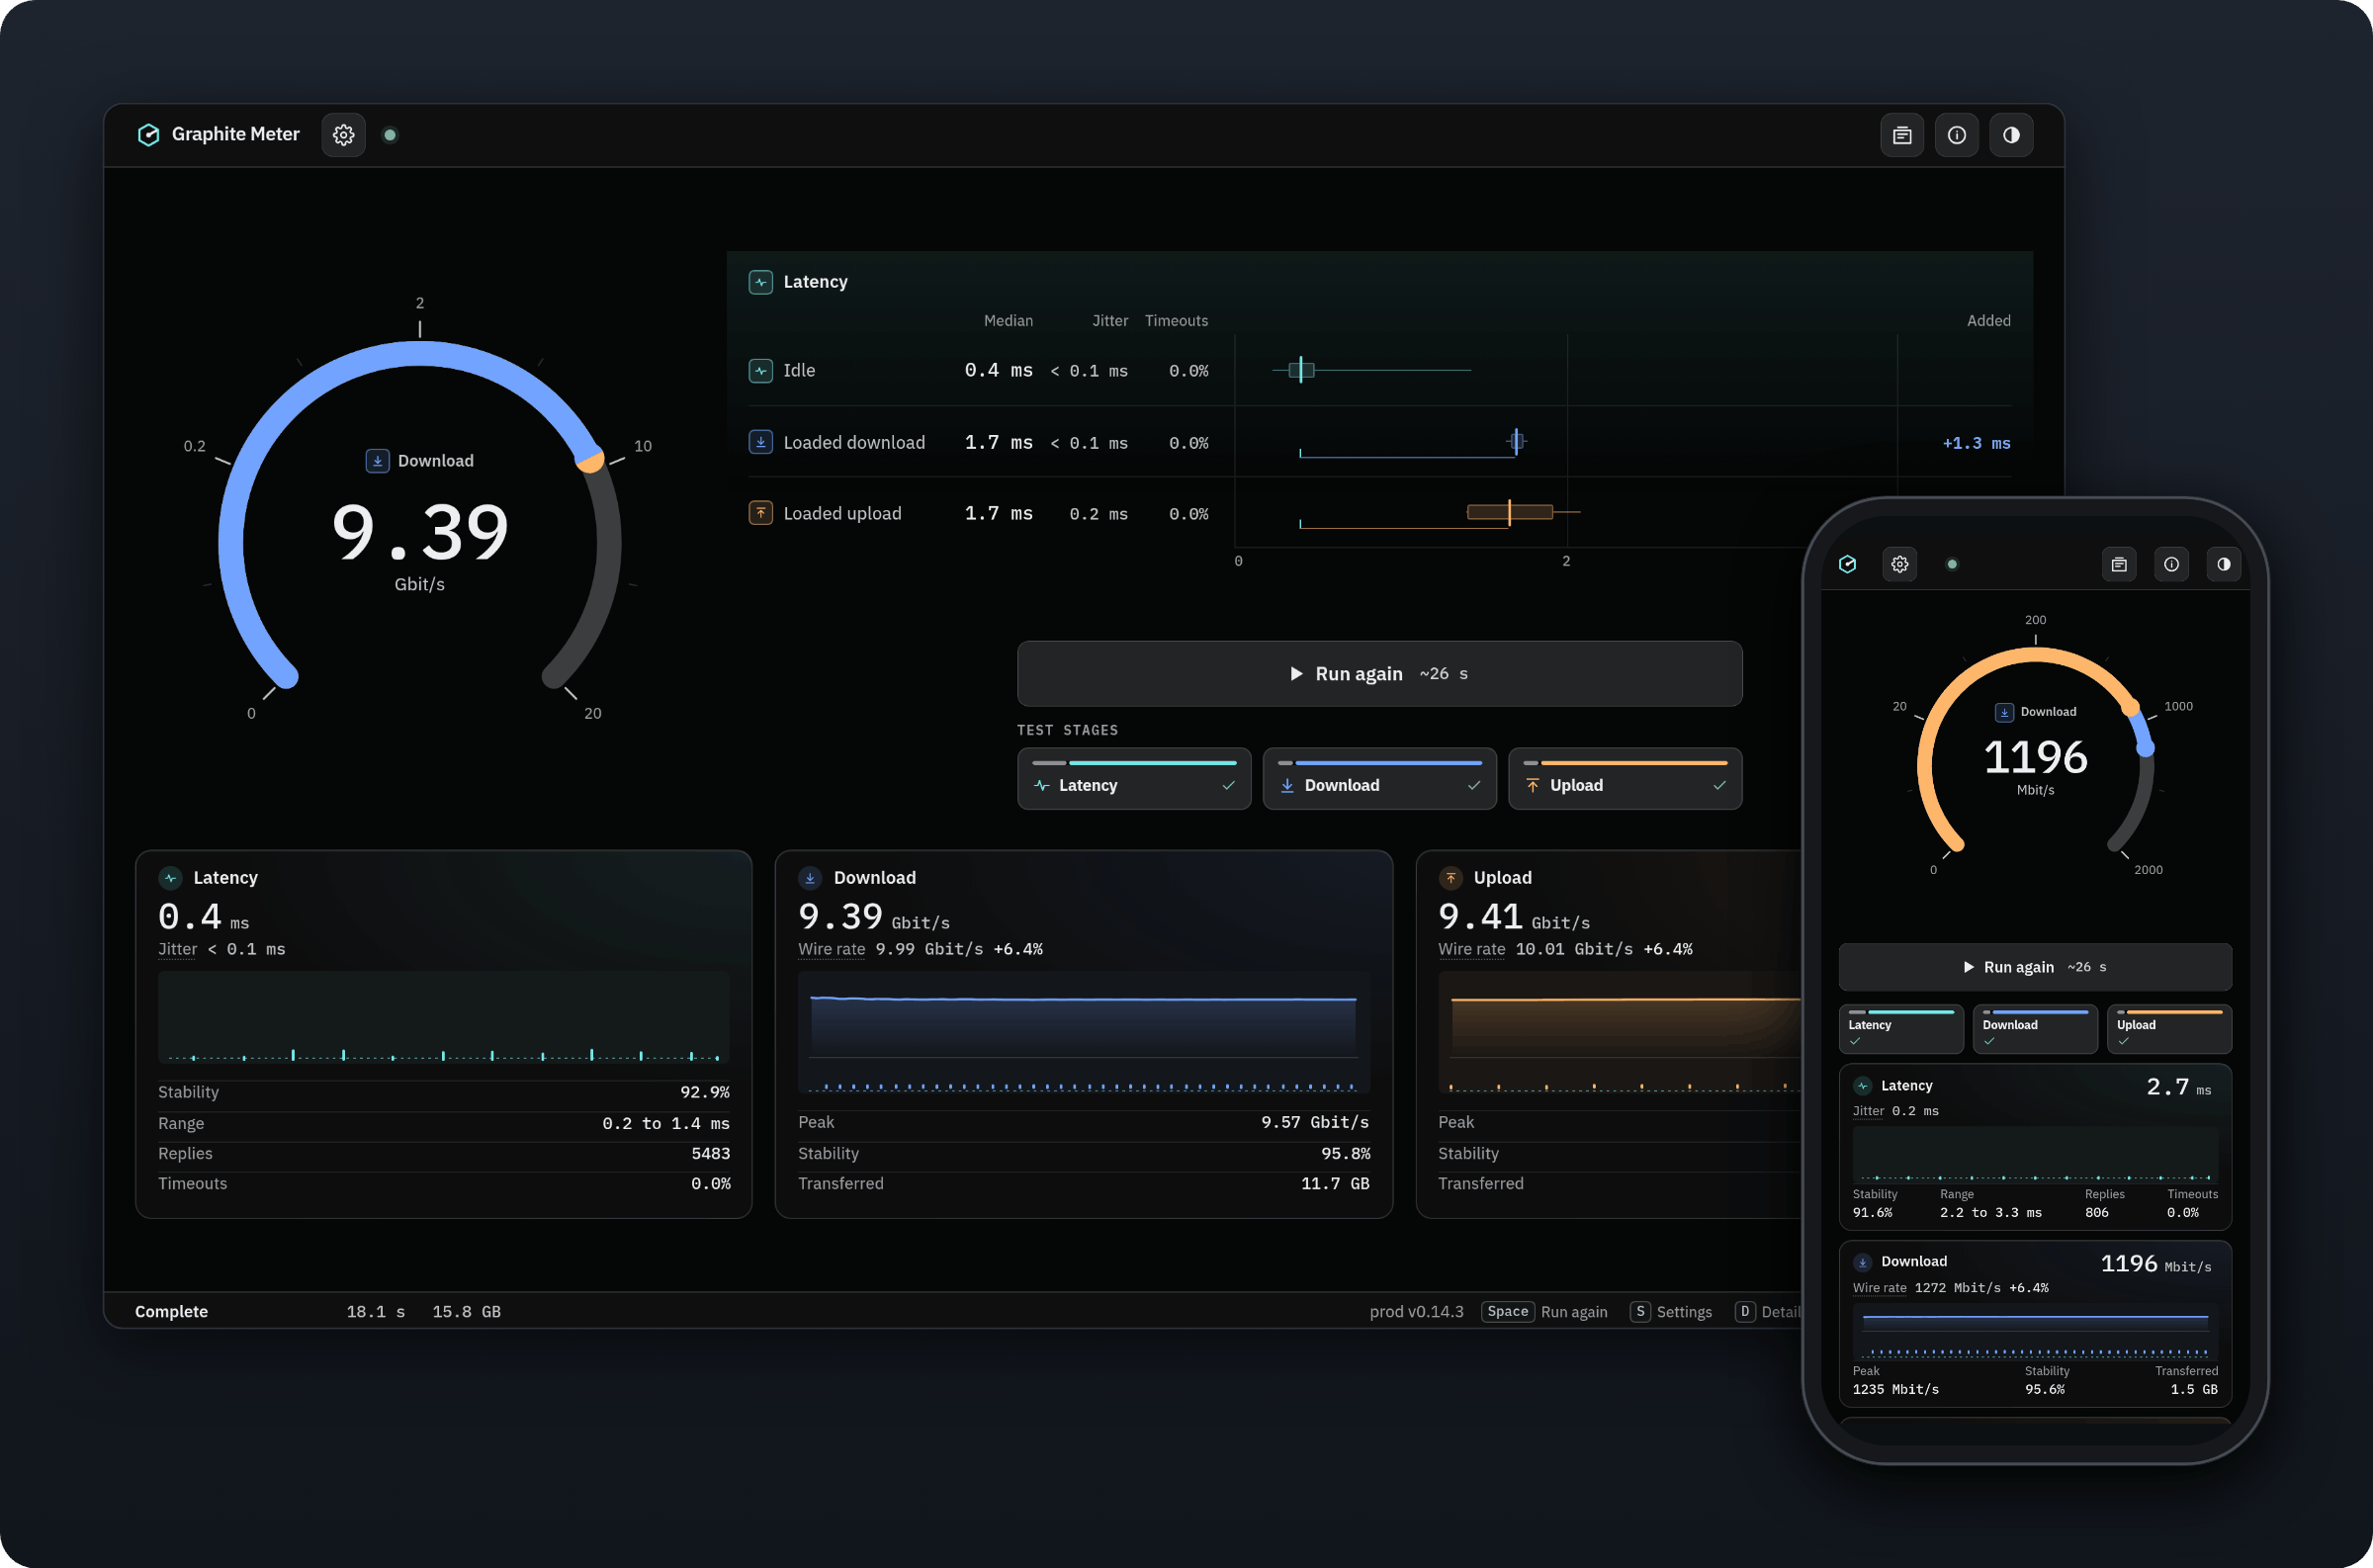 Graphite Meter
Latency
Median Jitter Timeouts Added
Idle 0.4 ms < 0.1 ms 0.0%
Loaded download 1.7 ms < 0.1 ms 0.0% +1.3 ms
Loaded upload 1.7 ms 0.2 ms 0.0%
0 2
2
0.2 10
Download
9.39
Gbit/s
0 20
Run again ~26 s
TEST STAGES
Latency Download Upload
Latency
0.4 ms
Jitter < 0.1 ms
Stability 92.9%
Range 0.2 to 1.4 ms
Replies 5483
Timeouts 0.0%
Download
9.39 Gbit/s
Wire rate 9.99 Gbit/s +6.4%
Peak 9.57 Gbit/s
Stability 95.8%
Transferred 11.7 GB
Upload
9.41 Gbit/s
Wire rate 10.01 Gbit/s +6.4%
Peak
Stability
Transferred
Complete 18.1 s 15.8 GB prod v0.14.3 Space Run again S Settings D Detail
200
20 1000
Download
1196
Mbit/s
0 2000
Run again ~26 s
Latency Download Upload
Latency 2.7 ms
Jitter 0.2 ms
Stability Range Replies Timeouts
91.6% 2.2 to 3.3 ms 806 0.0%
Download 1196 Mbit/s
Wire rate 1272 Mbit/s +6.4%
Peak Stability Transferred
1235 Mbit/s 95.6% 1.5 GB